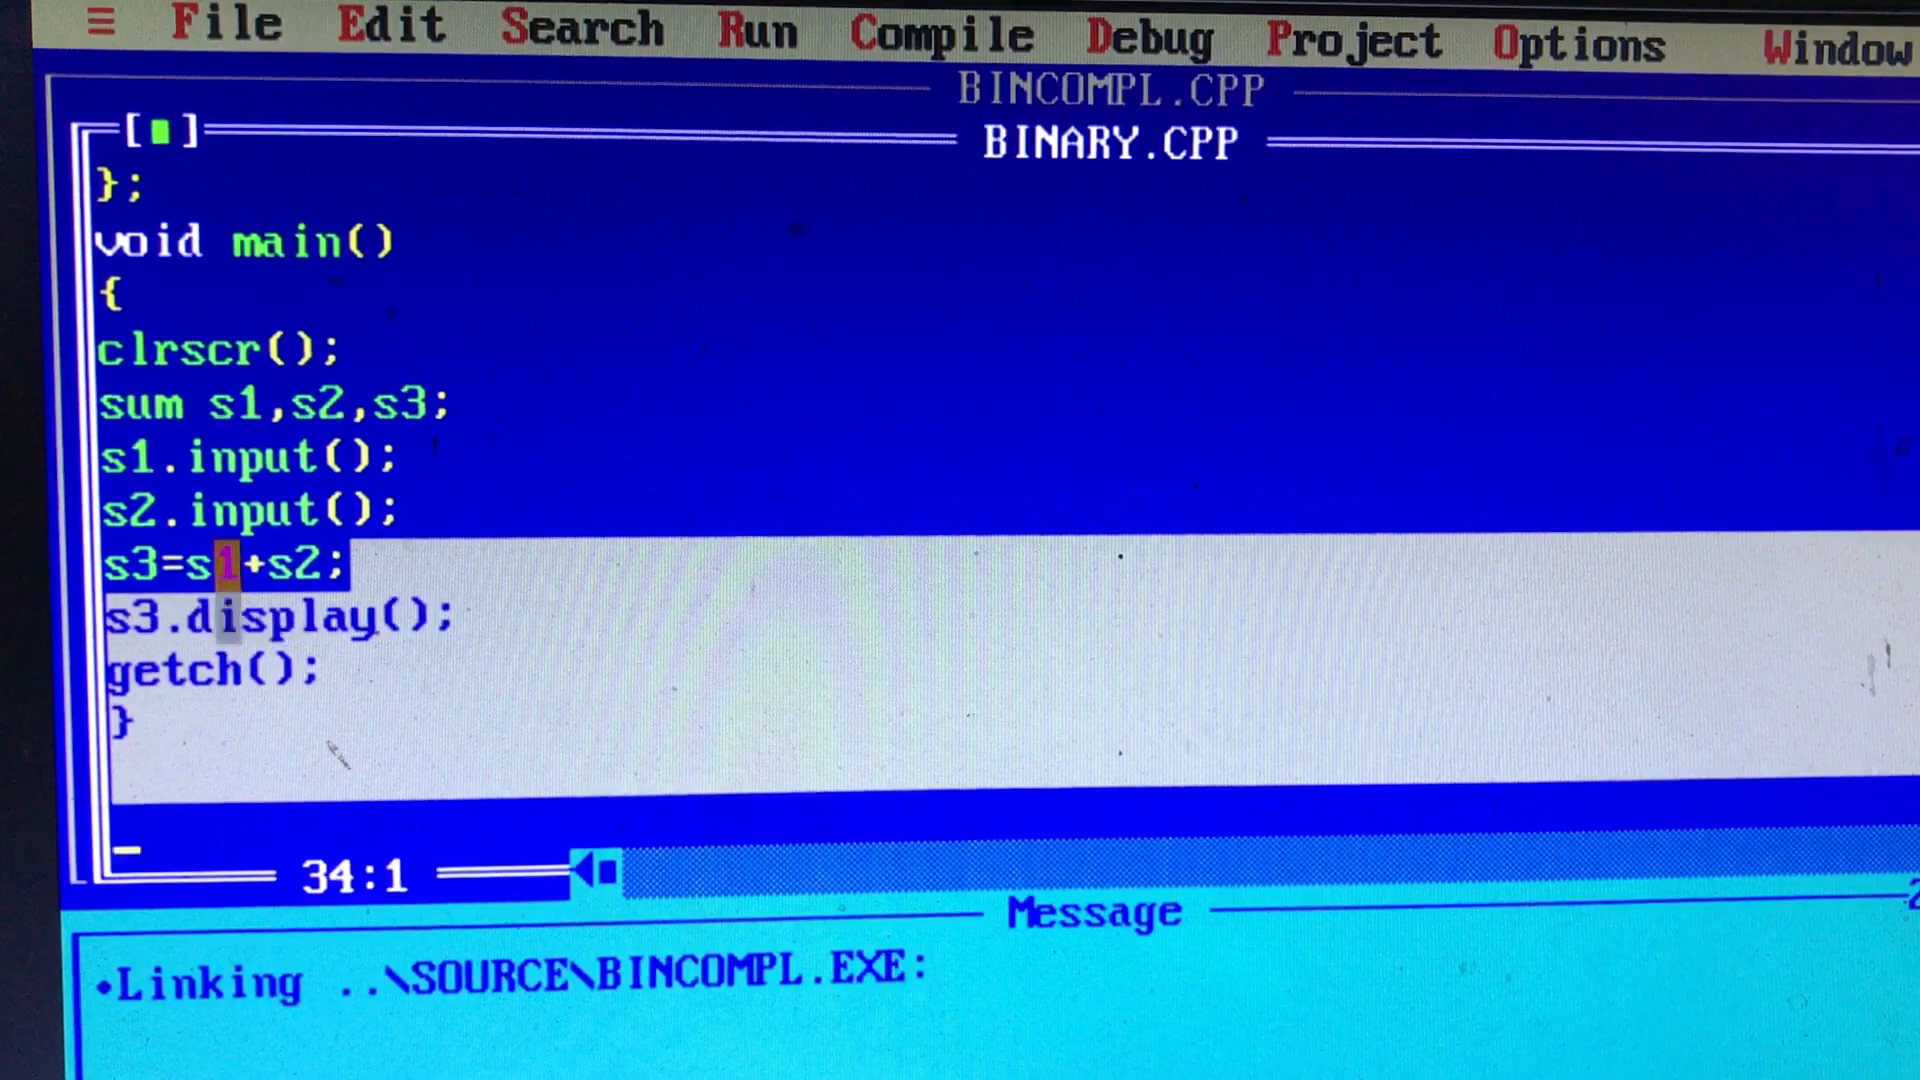 ≡ File Edit Search Run Compile Debug Project Options Window
BINCOMPL.CPP
[■] BINARY.CPP
};
void main()
{
clrscr();
sum s1,s2,s3;
s1.input();
s2.input();
s3=s1+s2;
s3.display();
getch();
}
34:1
Message
•Linking ..\SOURCE\BINCOMPL.EXE: